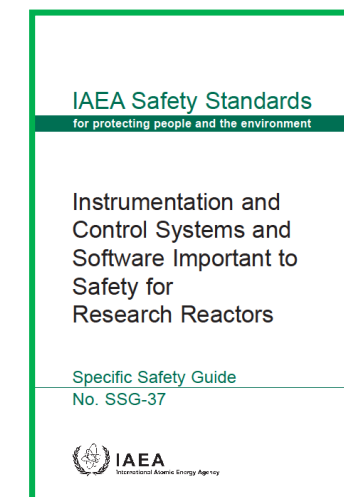 IAEA Safety Standards
for protecting people and the environment
Instrumentation and
Control Systems and
Software Important to
Safety for
Research Reactors
Specific Safety Guide
No. SSG-37
IAEA
International Atomic Energy Agency